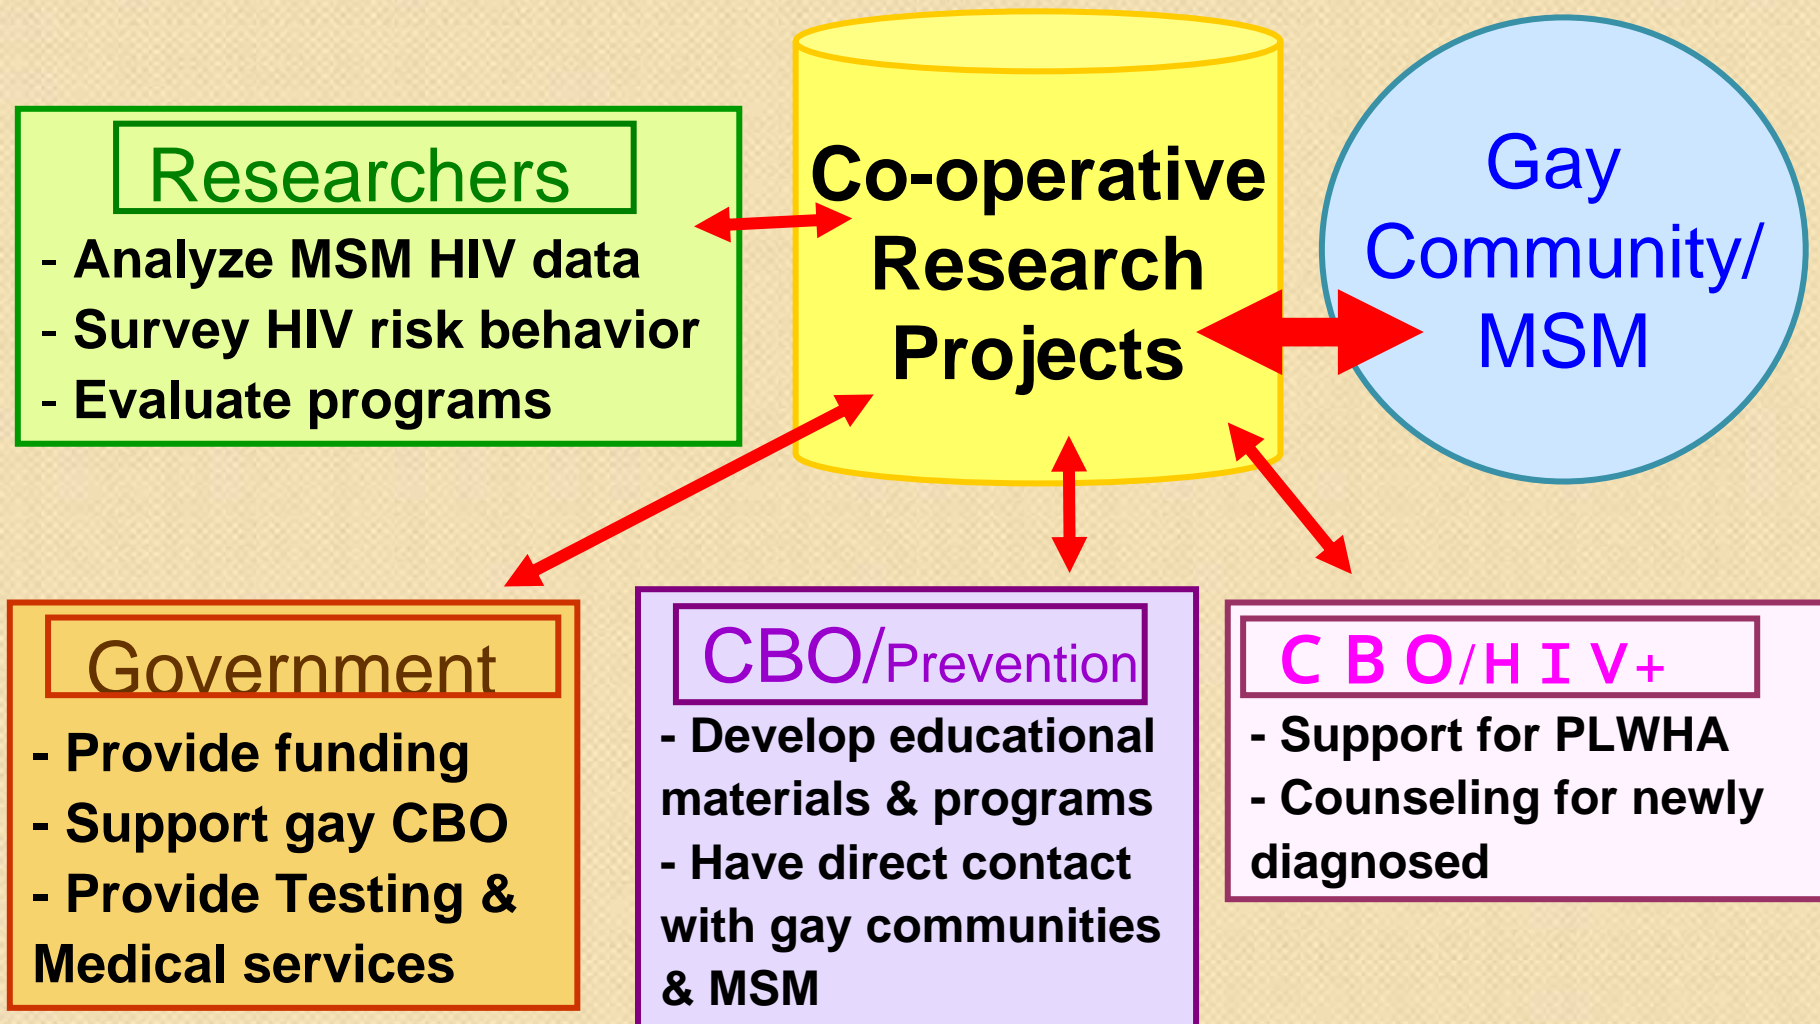 Researchers
- Analyze MSM HIV data
- Survey HIV risk behavior
- Evaluate programs
Co-operative
Research
Projects
Gay
Community/
MSM
Government
- Provide funding
- Support gay CBO
- Provide Testing &
Medical services
CBO/Prevention
- Develop educational
materials & programs
- Have direct contact
with gay communities
& MSM
ＣＢＯ/ＨＩＶ+
- Support for PLWHA
- Counseling for newly
diagnosed